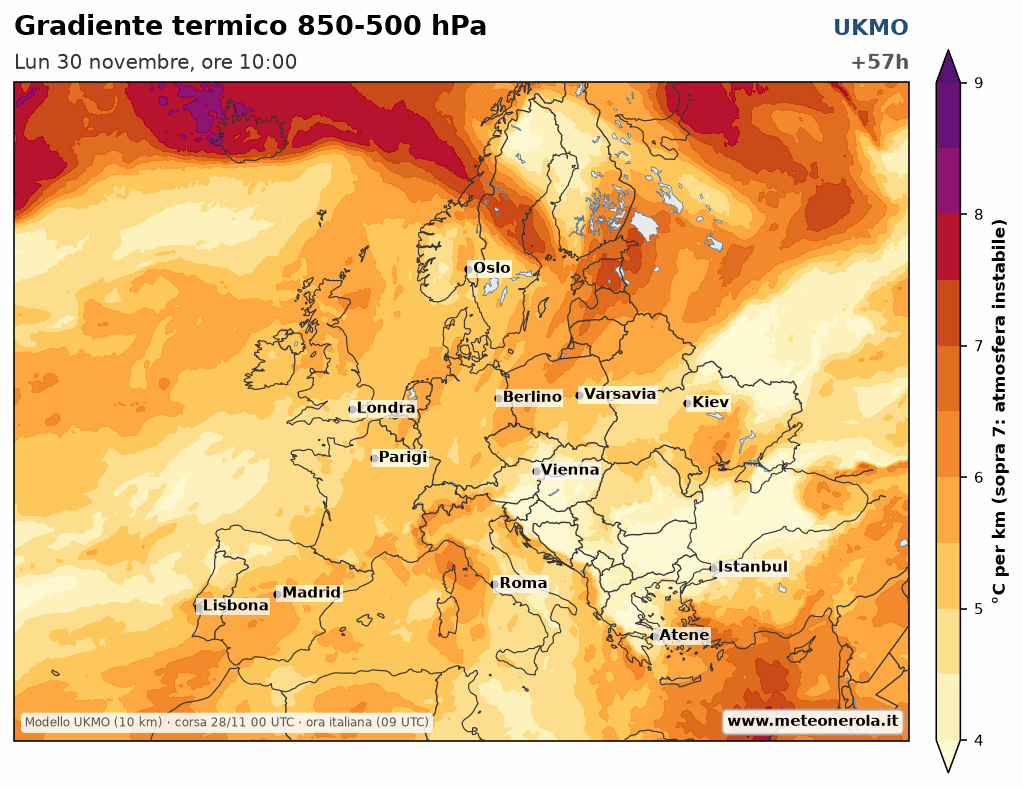 Gradiente termico 850-500 hPa
UKMO
Lun 30 novembre, ore 10:00
+57h
9
8
7
6
5
4
°C per km (sopra 7: atmosfera instabile)
Oslo
Londra
Berlino
Varsavia
Kiev
Parigi
Vienna
Madrid
Lisbona
Roma
Istanbul
Atene
Modello UKMO (10 km) · corsa 28/11 00 UTC · ora italiana (09 UTC)
www.meteonerola.it